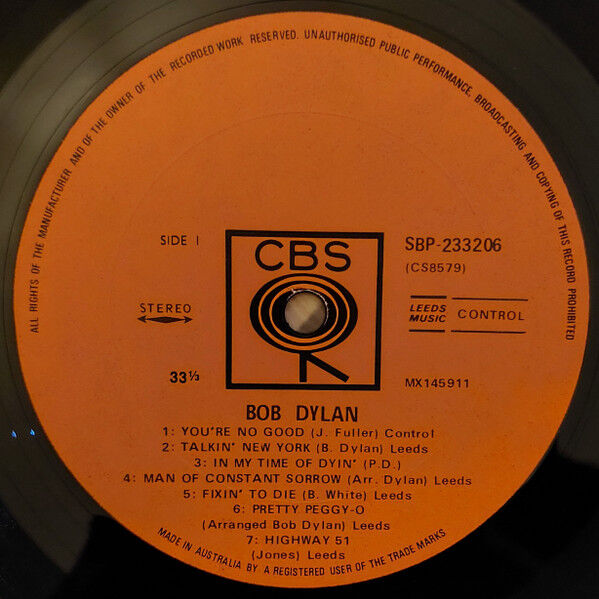 ALL RIGHTS OF THE MANUFACTURER AND OF THE OWNER OF THE RECORDED WORK RESERVED. UNAUTHORISED PUBLIC PERFORMANCE, BROADCASTING AND COPYING OF THIS RECORD PROHIBITED
SIDE 1
CBS
SBP-233206
(CS8579)
STEREO
LEEDS MUSIC
CONTROL
33⅓
MX145911
BOB DYLAN
1: YOU'RE NO GOOD (J. Fuller) Control
2: TALKIN' NEW YORK (B. Dylan) Leeds
3: IN MY TIME OF DYIN' (P.D.)
4: MAN OF CONSTANT SORROW (Arr. Dylan) Leeds
5: FIXIN' TO DIE (B. White) Leeds
6: PRETTY PEGGY-O
(Arranged Bob Dylan) Leeds
7: HIGHWAY 51
(Jones) Leeds
MADE IN AUSTRALIA BY A REGISTERED USER OF THE TRADE MARKS